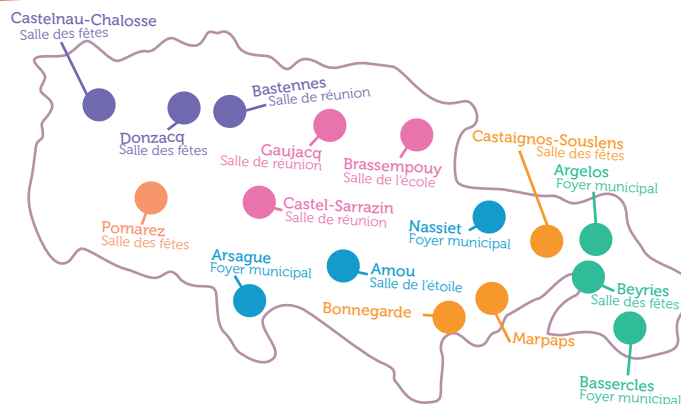 Castelnau-Chalosse
Salle des fêtes
Donzacq
Salle des fêtes
Bastennes
Salle de réunion
Gaujacq
Salle de réunion
Brassempouy
Salle de l'école
Castaignos-Souslens
Salle des fêtes
Argelos
Foyer municipal
Pomarez
Salle des fêtes
Castel-Sarrazin
Salle de réunion
Nassiet
Foyer municipal
Arsague
Foyer municipal
Amou
Salle de l'étoile
Beyries
Salle des fêtes
Bonnegarde
Marpaps
Bassercles
Foyer municipal